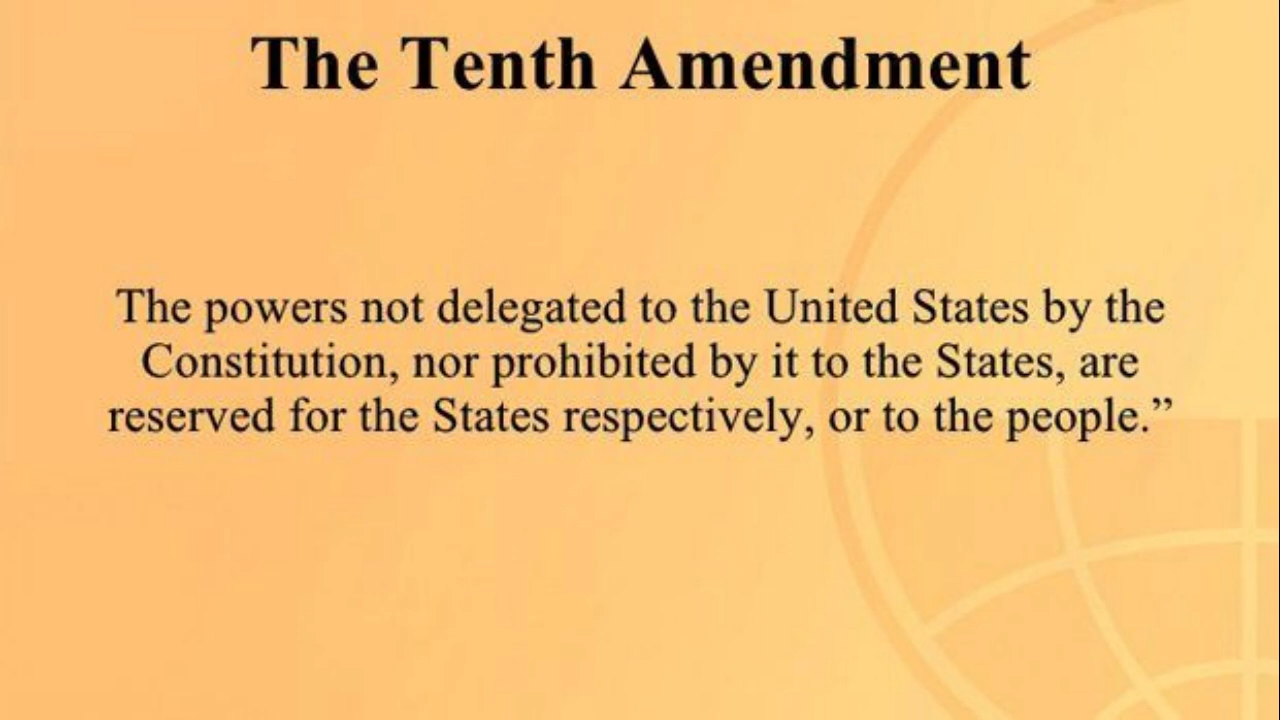 The Tenth Amendment
The powers not delegated to the United States by the
Constitution, nor prohibited by it to the States, are
reserved for the States respectively, or to the people.”